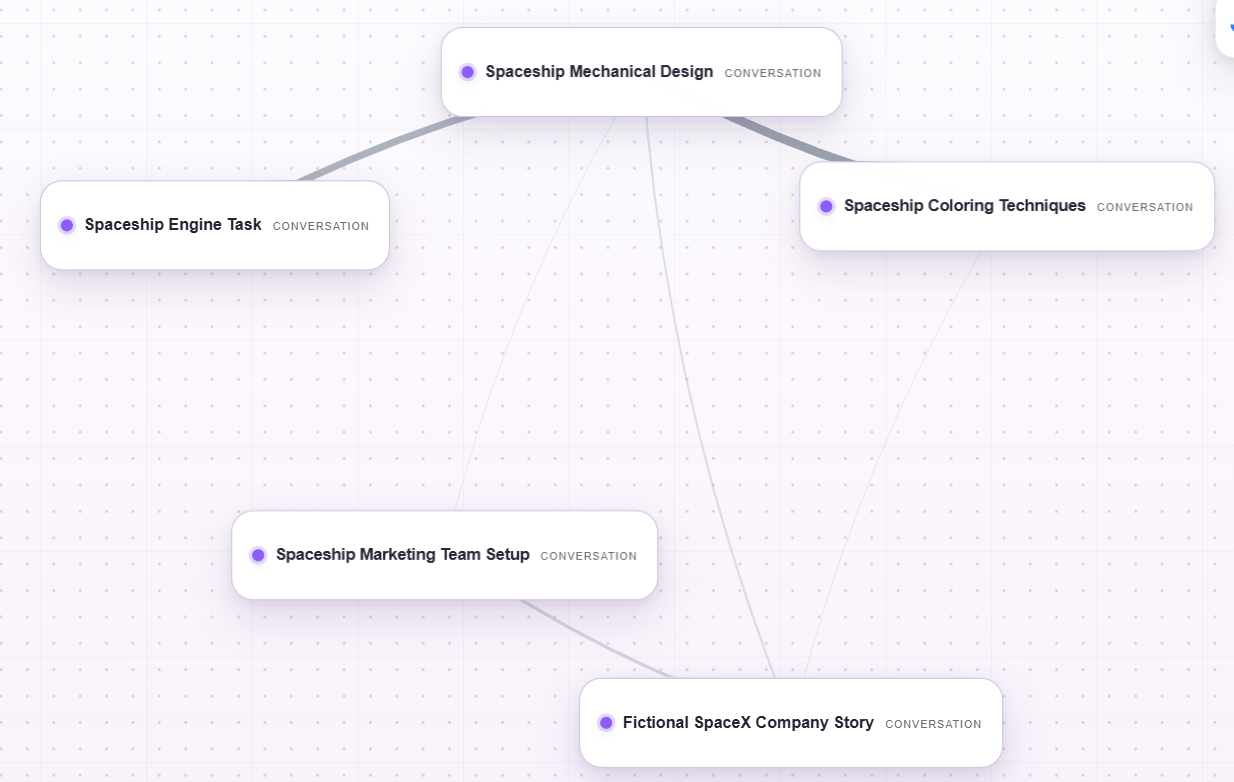 Spaceship Mechanical Design CONVERSATION
Spaceship Engine Task CONVERSATION
Spaceship Coloring Techniques CONVERSATION
Spaceship Marketing Team Setup CONVERSATION
Fictional SpaceX Company Story CONVERSATION